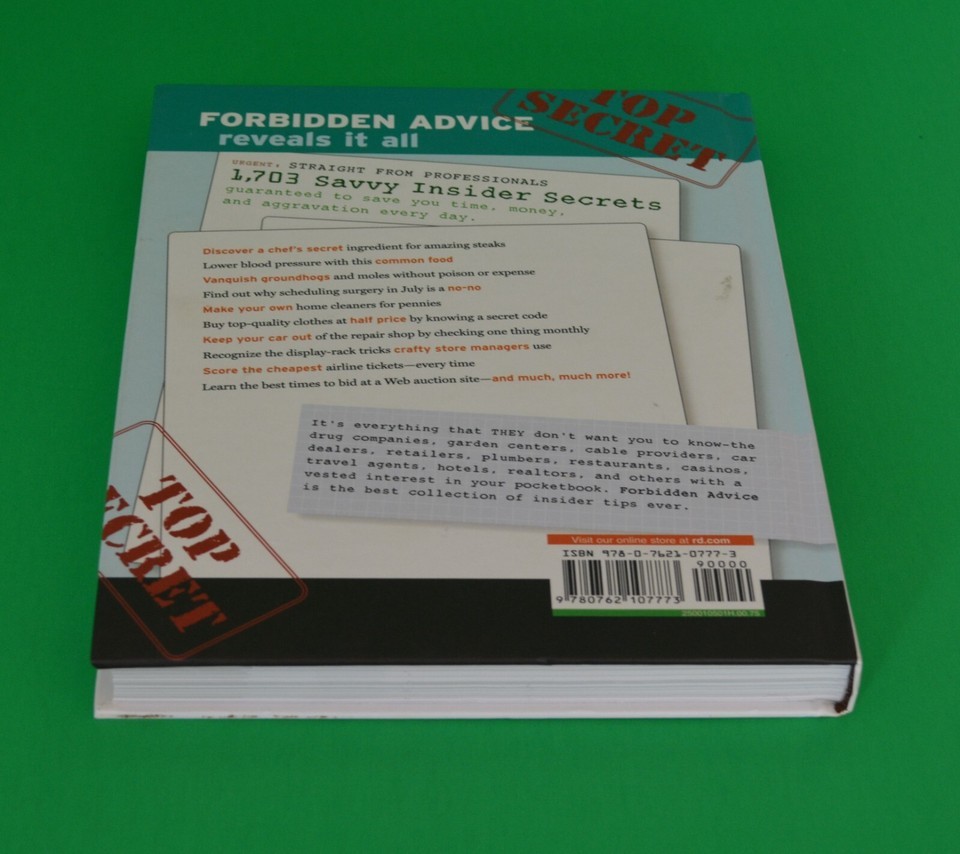 FORBIDDEN ADVICE
reveals it all
TOP
SECRET
URGENT, STRAIGHT FROM PROFESSIONALS
1,703 Savvy Insider Secrets
guaranteed to save you time, money,
and aggravation every day.
Discover a chef's secret ingredient for amazing steaks
Lower blood pressure with this common food
Vanquish groundhogs and moles without poison or expense
Find out why scheduling surgery in July is a no-no
Make your own home cleaners for pennies
Buy top-quality clothes at half price by knowing a secret code
Keep your car out of the repair shop by checking one thing monthly
Recognize the display-rack tricks crafty store managers use
Score the cheapest airline tickets—every time
Learn the best times to bid at a Web auction site—and much, much more!
It's everything that THEY don't want you to know-the
drug companies, garden centers, cable providers, car
dealers, retailers, plumbers, restaurants, casinos,
travel agents, hotels, realtors, and others with a
vested interest in your pocketbook. Forbidden Advice
is the best collection of insider tips ever.
TOP
ECRET
Visit our online store at rd.com
ISBN 978-0-7621-0777-3
90000
9 780762 107773